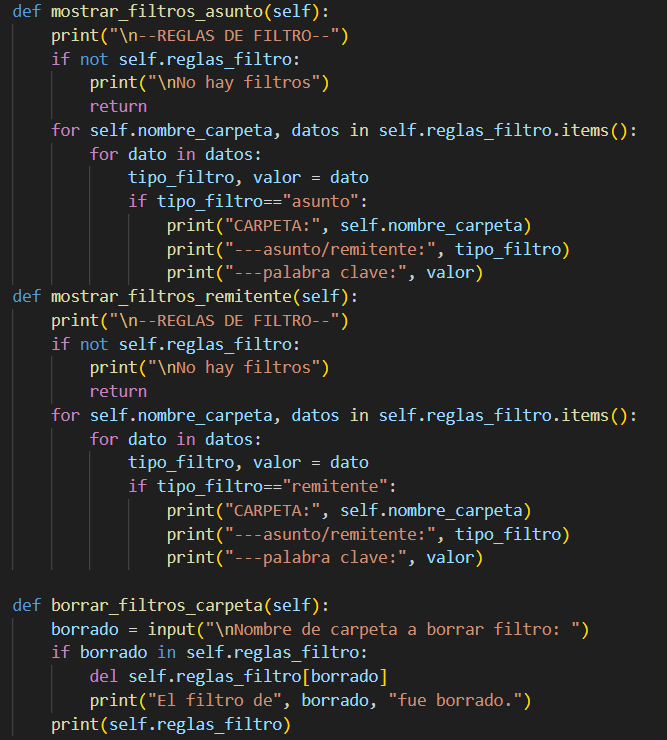 def mostrar_filtros_asunto(self):
    print("\n--REGLAS DE FILTRO--")
    if not self.reglas_filtro:
        print("\nNo hay filtros")
        return
    for self.nombre_carpeta, datos in self.reglas_filtro.items():
        for dato in datos:
            tipo_filtro, valor = dato
            if tipo_filtro=="asunto":
                print("CARPETA:", self.nombre_carpeta)
                print("---asunto/remitente:", tipo_filtro)
                print("---palabra clave:", valor)
def mostrar_filtros_remitente(self):
    print("\n--REGLAS DE FILTRO--")
    if not self.reglas_filtro:
        print("\nNo hay filtros")
        return
    for self.nombre_carpeta, datos in self.reglas_filtro.items():
        for dato in datos:
            tipo_filtro, valor = dato
            if tipo_filtro=="remitente":
                print("CARPETA:", self.nombre_carpeta)
                print("---asunto/remitente:", tipo_filtro)
                print("---palabra clave:", valor)

def borrar_filtros_carpeta(self):
    borrado = input("\nNombre de carpeta a borrar filtro: ")
    if borrado in self.reglas_filtro:
        del self.reglas_filtro[borrado]
        print("El filtro de", borrado, "fue borrado.")
    print(self.reglas_filtro)